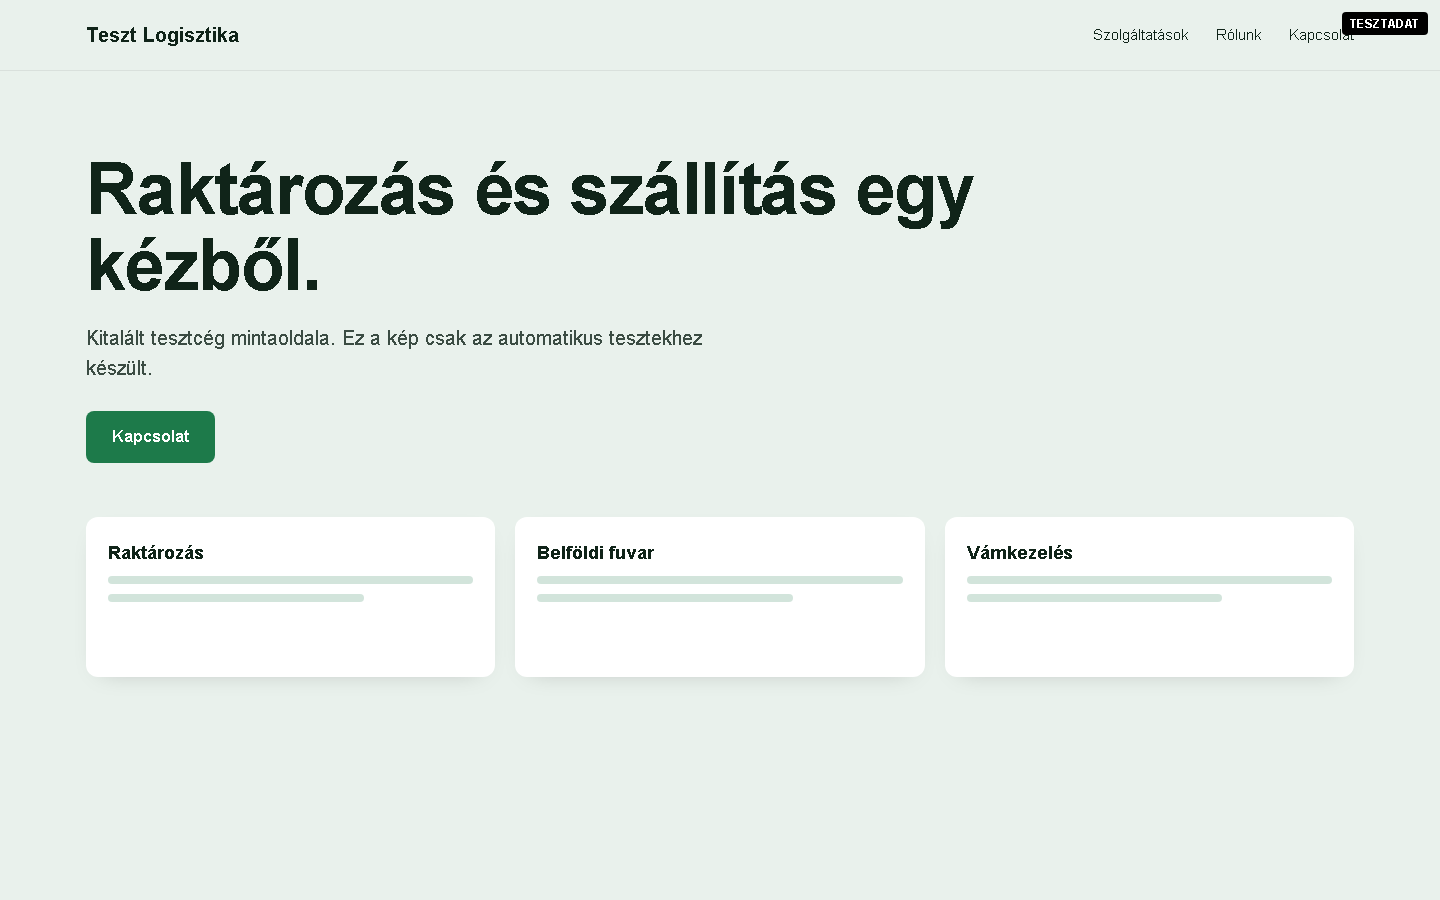 Teszt Logisztika
Szolgáltatások
Rólunk
Kapcsolat
TESZTADAT
Raktározás és szállítás egy
kézből.
Kitalált tesztcég mintaoldala. Ez a kép csak az automatikus tesztekhez
készült.
Kapcsolat
Raktározás
Belföldi fuvar
Vámkezelés